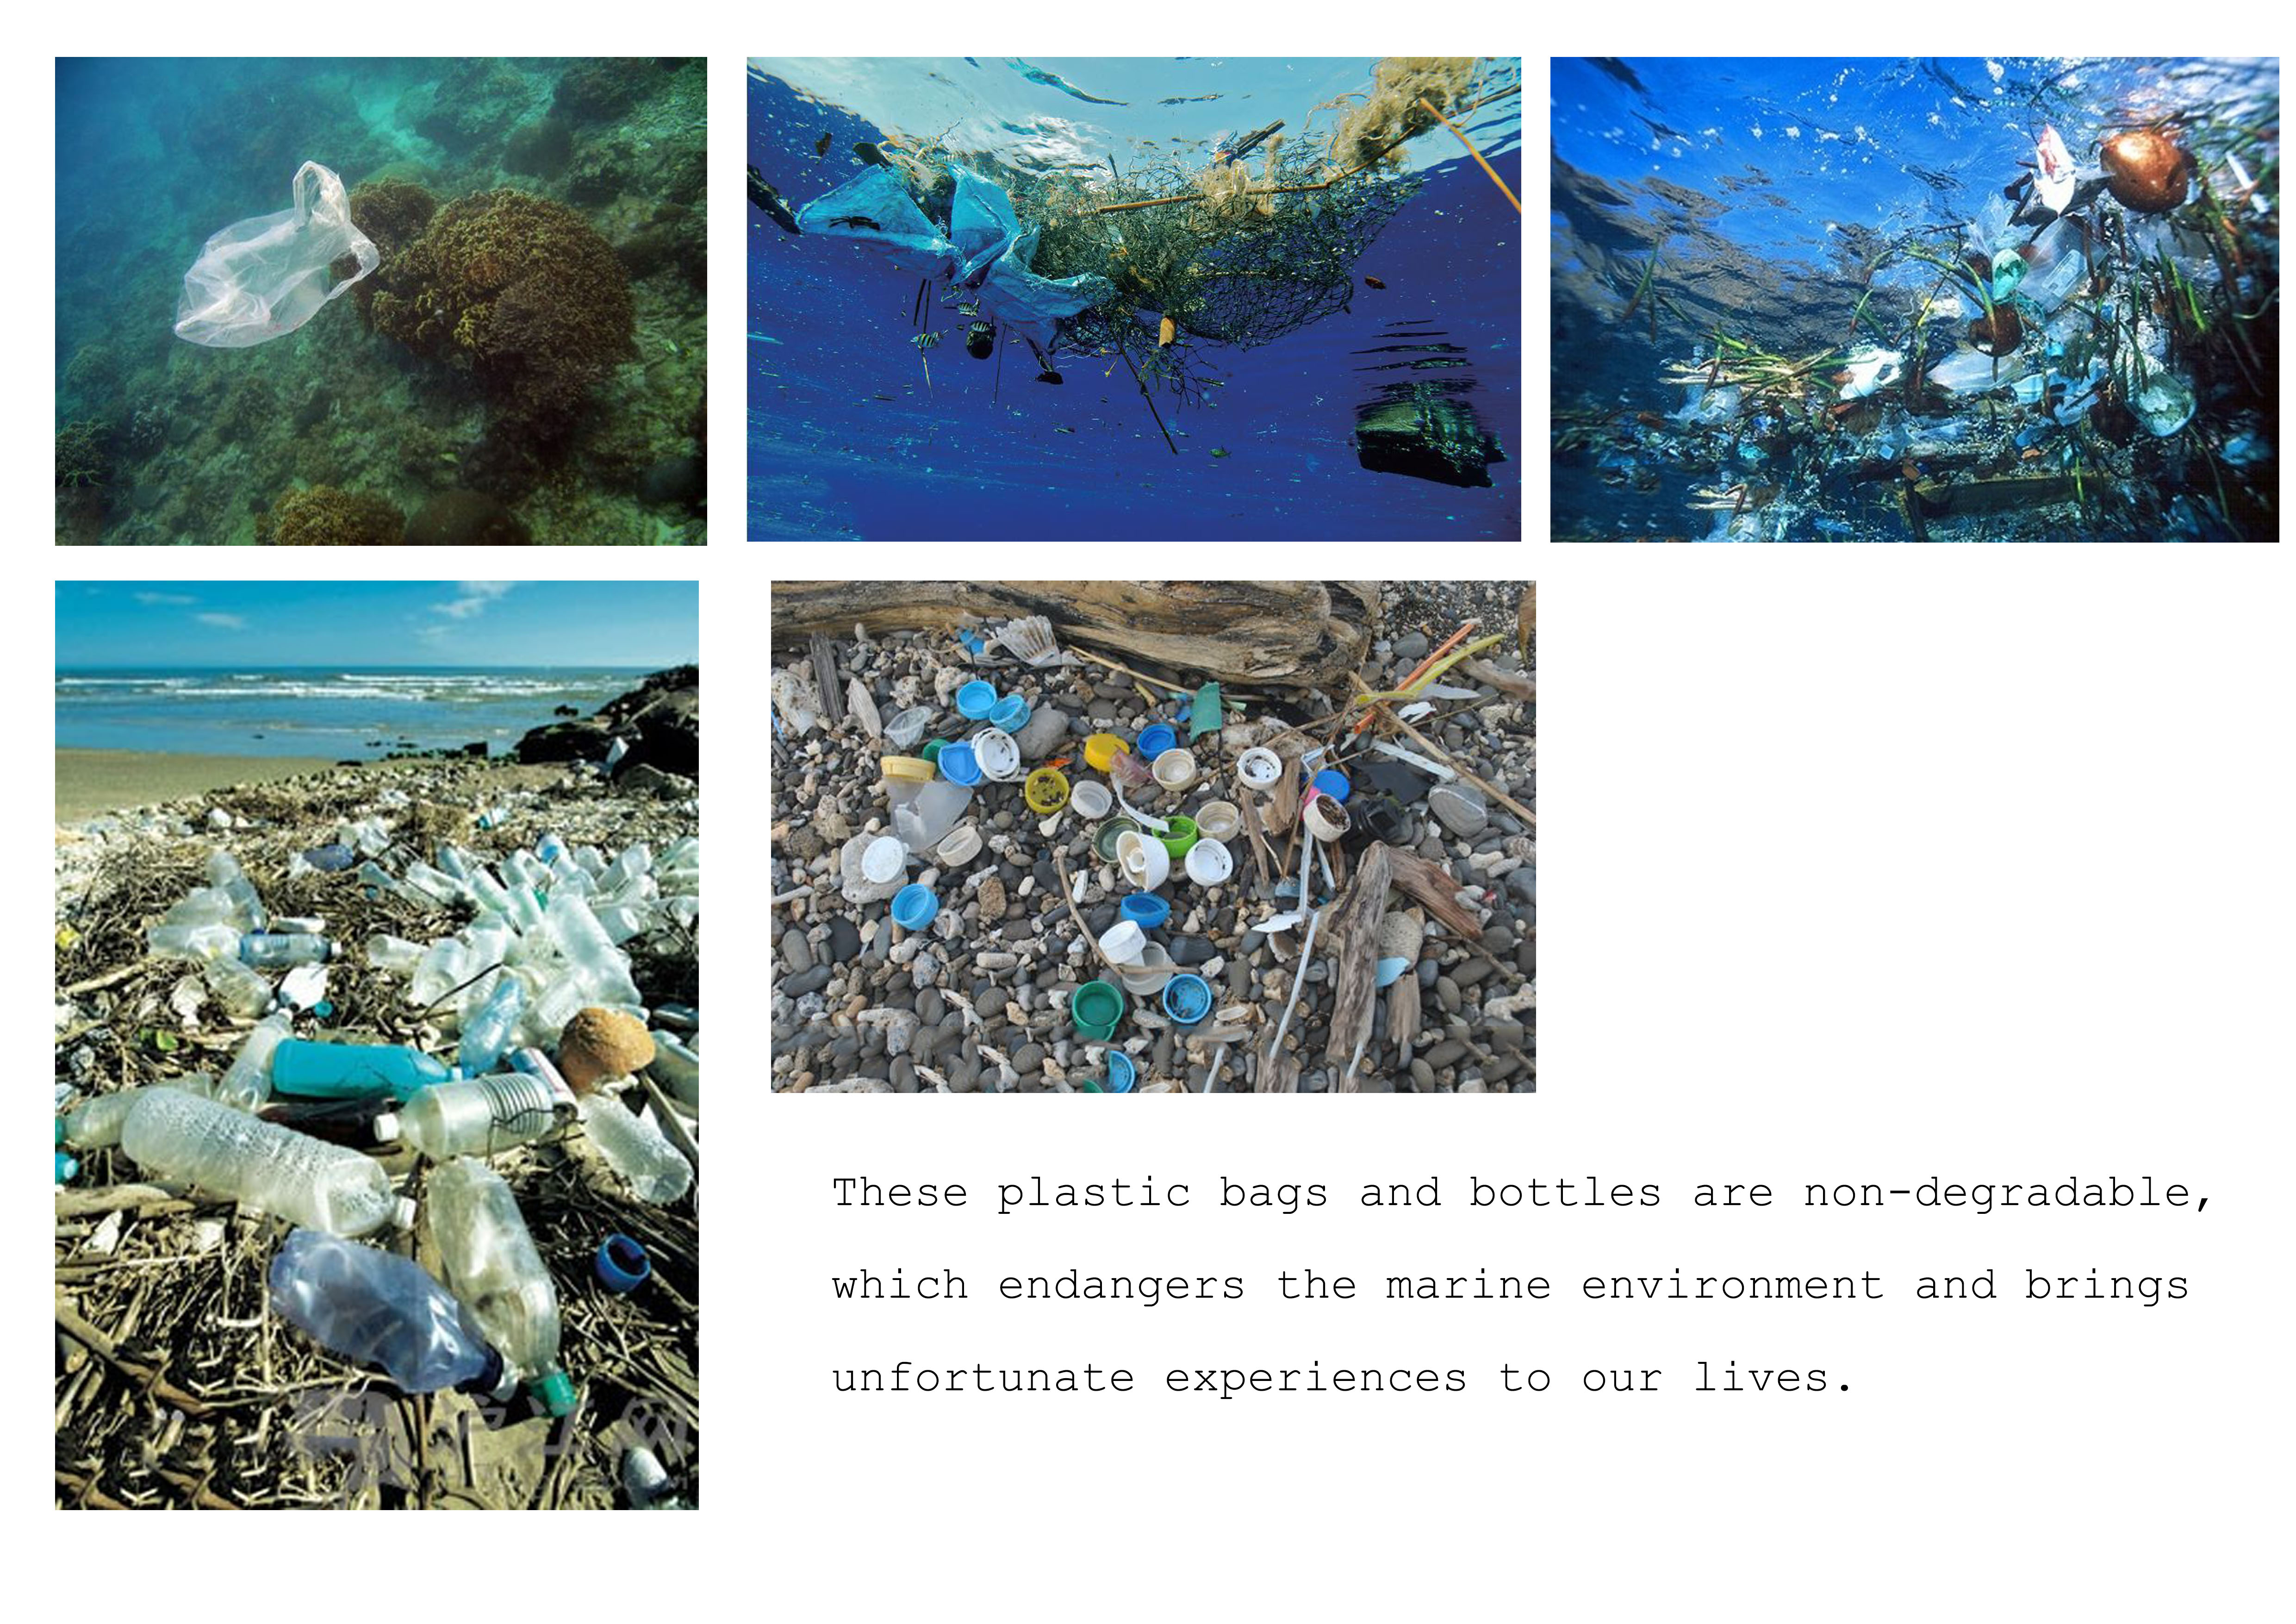 These plastic bags and bottles are non-degradable,
which endangers the marine environment and brings
unfortunate experiences to our lives.